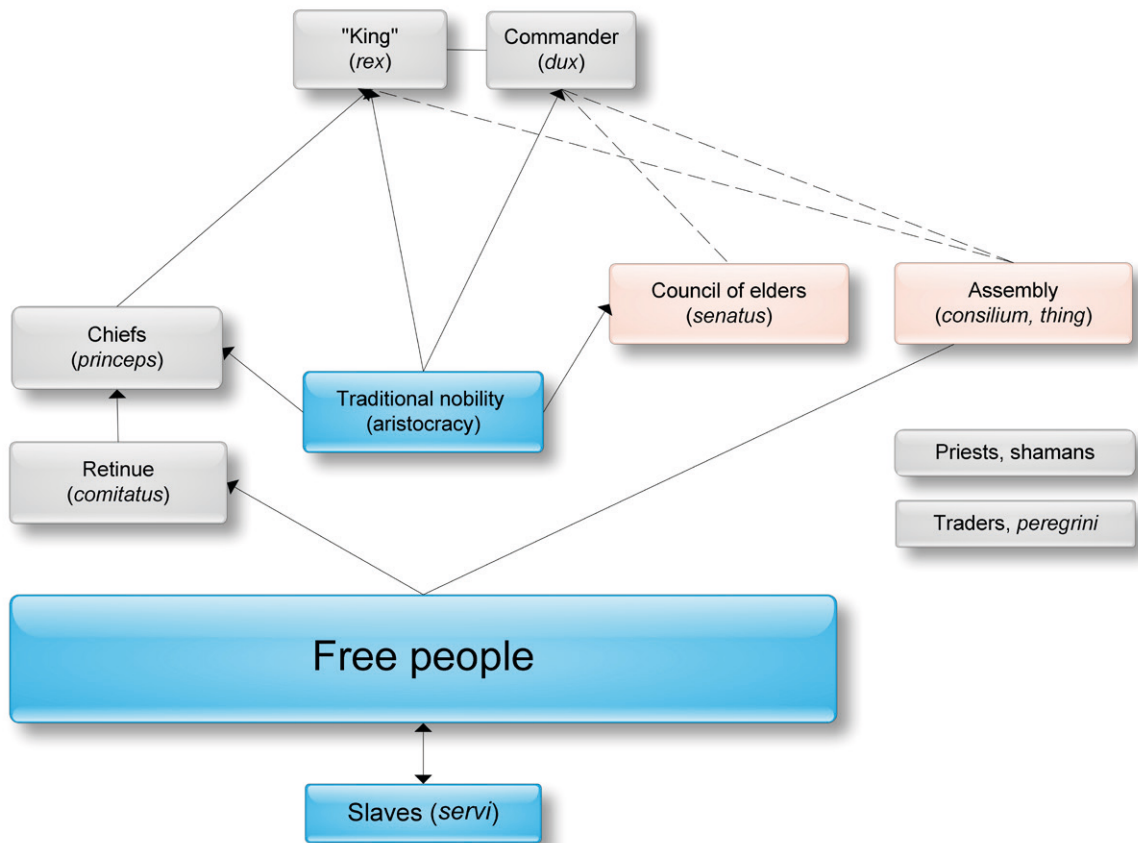 "King"
(rex)
Commander
(dux)
Council of elders
(senatus)
Assembly
(consilium, thing)
Chiefs
(princeps)
Traditional nobility
(aristocracy)
Retinue
(comitatus)
Priests, shamans
Traders, peregrini
Free people
Slaves (servi)